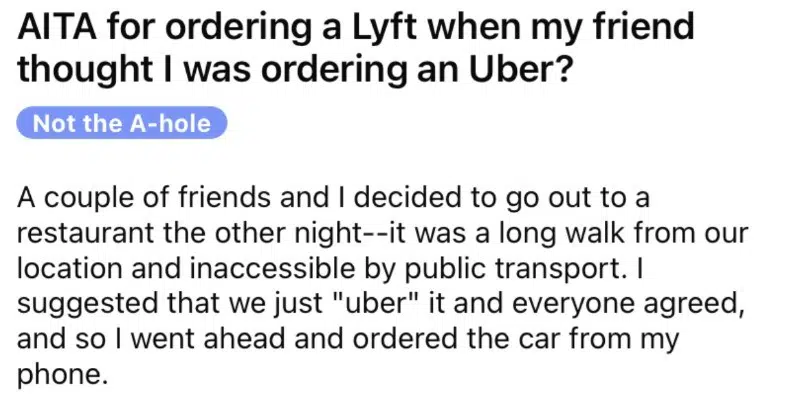 AITA for ordering a Lyft when my friend
thought I was ordering an Uber?
Not the A-hole
A couple of friends and I decided to go out to a
restaurant the other night--it was a long walk from our
location and inaccessible by public transport. I
suggested that we just "uber" it and everyone agreed,
and so I went ahead and ordered the car from my
phone.